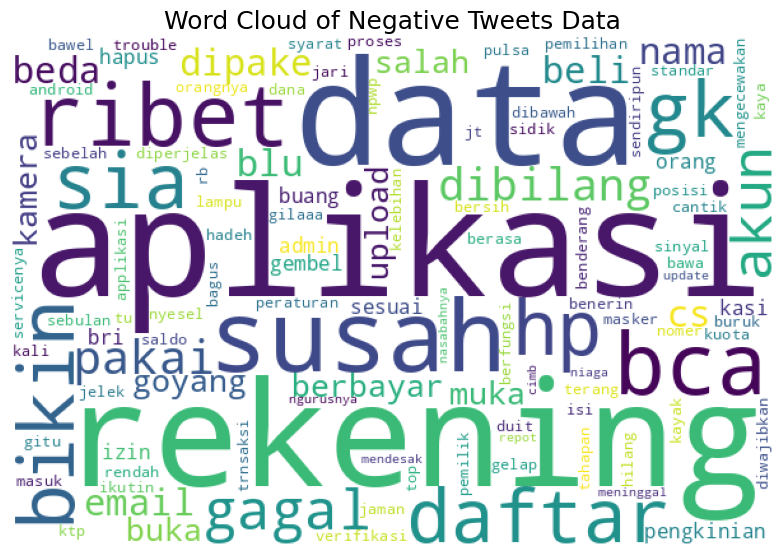 Word Cloud of Negative Tweets Data
bawel
trouble
syarat
proses
pulsa
pemilihan
nama
hapus
dipake
salah
beli
beda
jari
standar
android
orangnya
dana
npwp
data
gk
mengecewakan
kaya
ribet
dibawah
jt
sidik
sendiripun
sebelah
diperjelas
orang
kamera
sia
blu
rb
buang
upload
kelebihan
dibilang
posisi
akun
lampu
gilaaa
bersih
cantik
aplikasi
hadeh
admin
gembel
berasa
benderang
sinyal
bawa
update
servicenya
applikasi
bagus
peraturan
sesuai
benerin
kasi
sebulan
tu
nyesel
susah
hp
masker
cs
buruk
nomer
kuota
bikin
kali
bri
saldo
nasabahnya
berfungsi
pakai
goyang
berbayar
muka
cimb
niaga
terang
bca
jelek
ngurusnya
isi
rekening
duit
repot
kayak
gitu
izin
trnsaksi
tahapan
hilang
diwajibkan
masuk
rendah
mendesak
top
pemilik
gelap
ikutin
email
gagal
jaman
daftar
meninggal
ktp
buka
verifikasi
pengkinian